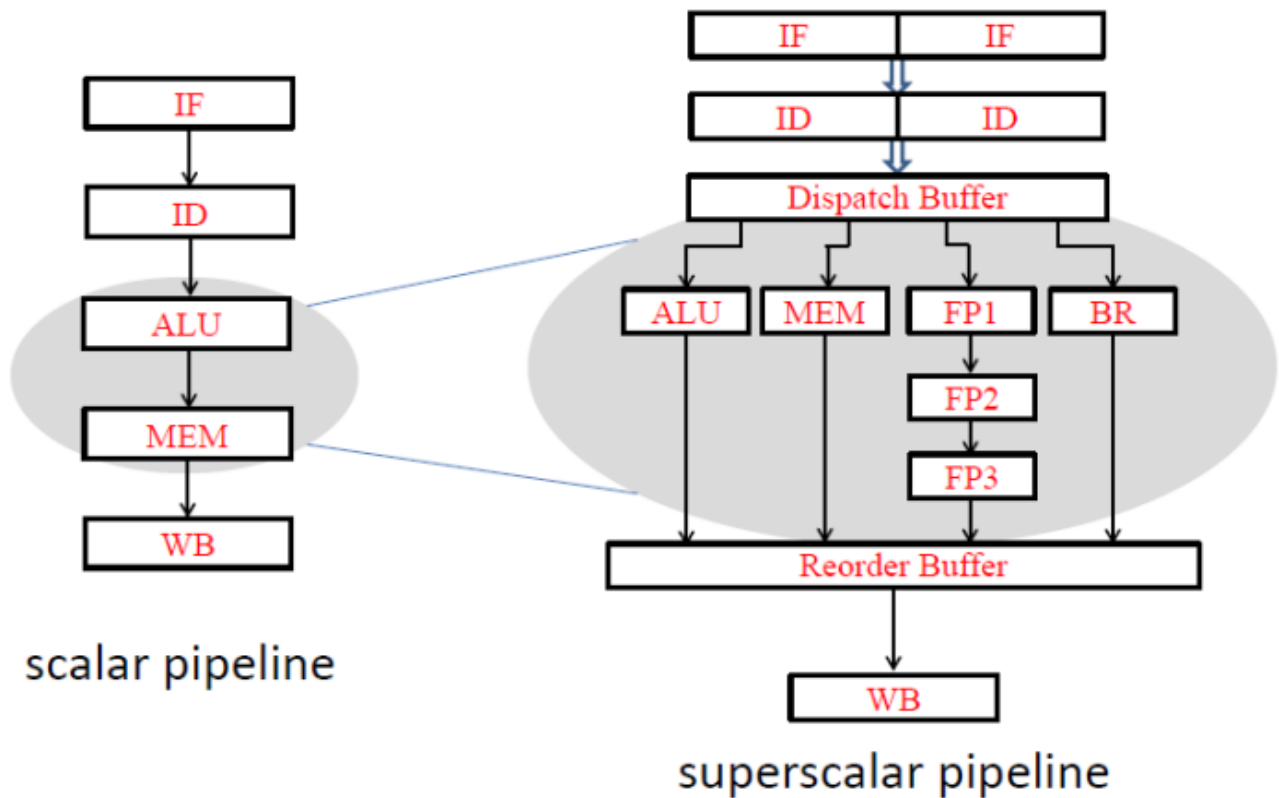 IF
ID
ALU
MEM
WB
scalar pipeline
IF IF
ID ID
Dispatch Buffer
ALU MEM FP1 BR
FP2
FP3
Reorder Buffer
WB
superscalar pipeline